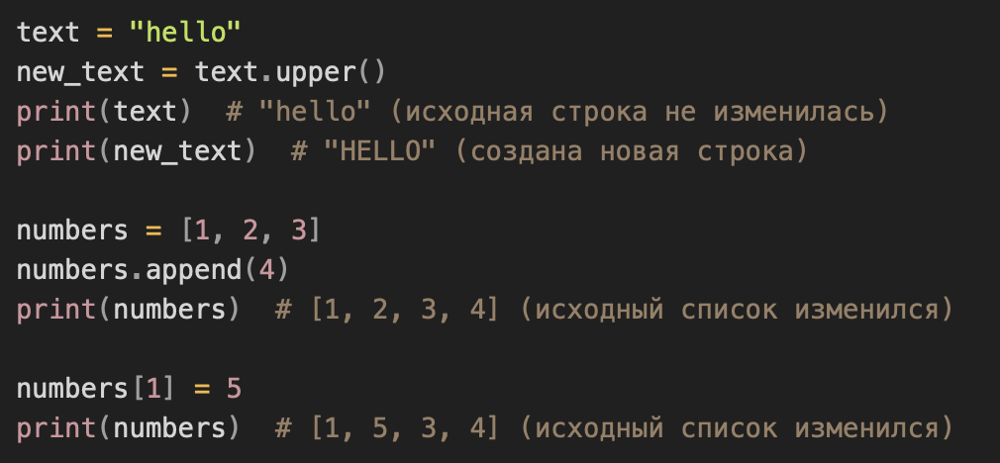 text = "hello"
new_text = text.upper()
print(text)  # "hello" (исходная строка не изменилась)
print(new_text)  # "HELLO" (создана новая строка)
numbers = [1, 2, 3]
numbers.append(4)
print(numbers)  # [1, 2, 3, 4] (исходный список изменился)
numbers[1] = 5
print(numbers)  # [1, 5, 3, 4] (исходный список изменился)